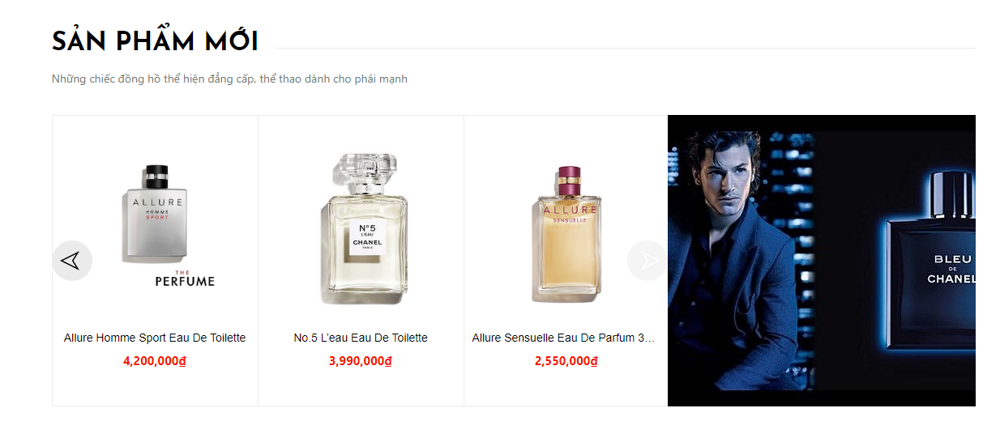 SẢN PHẨM MỚI
Những chiếc đồng hồ thể hiện đẳng cấp, thể thao dành cho phái mạnh
ALLURE
HOMME
SPORT
THE
PERFUME
N°5
L'EAU
CHANEL
PARIS
ALLURE
SENSUELLE
BLEU
DE
CHANEL
Allure Homme Sport Eau De Toilette
No.5 L’eau Eau De Toilette
Allure Sensuelle Eau De Parfum 3…
4,200,000₫
3,990,000₫
2,550,000₫